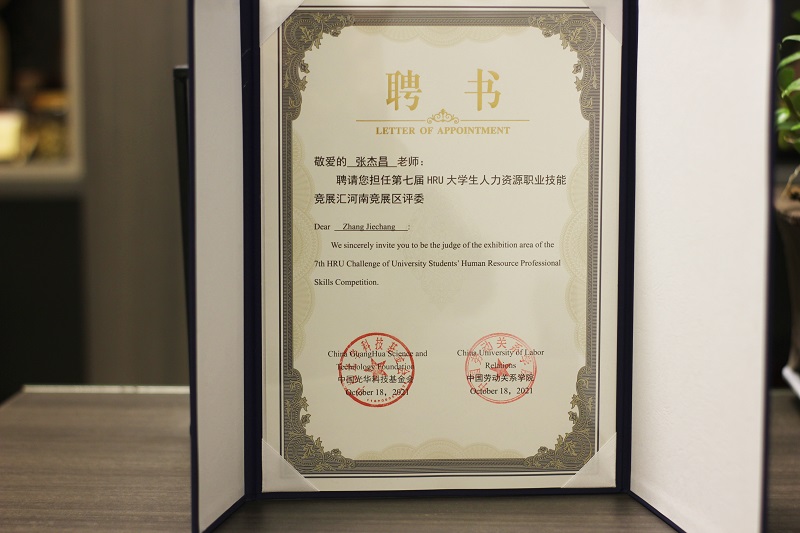 聘 书
LETTER OF APPOINTMENT
敬爱的 张杰昌 老师：
聘请您担任第七届 HRU 大学生人力资源职业技能
竞展汇河南竞展区评委
Dear Zhang Jiechang :
We sincerely invite you to be the judge of the exhibition area of the
7th HRU Challenge of University Students' Human Resource Professional
Skills Competition.
China GuangHua Science and
Technology Foundation
中国光华科技基金会
October 18, 2021
China University of Labor
Relations
中国劳动关系学院
October 18, 2021